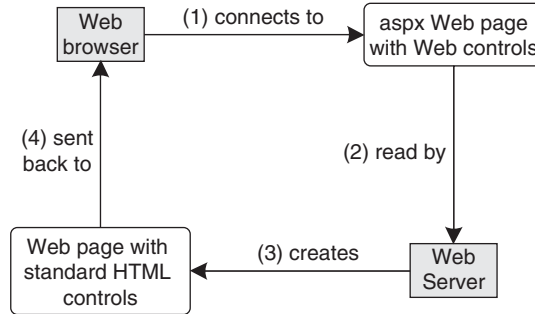 Web
browser
(1) connects to
aspx Web page
with Web controls
(2) read by
Web
Server
(3) creates
Web page with
standard HTML
controls
(4) sent
back to